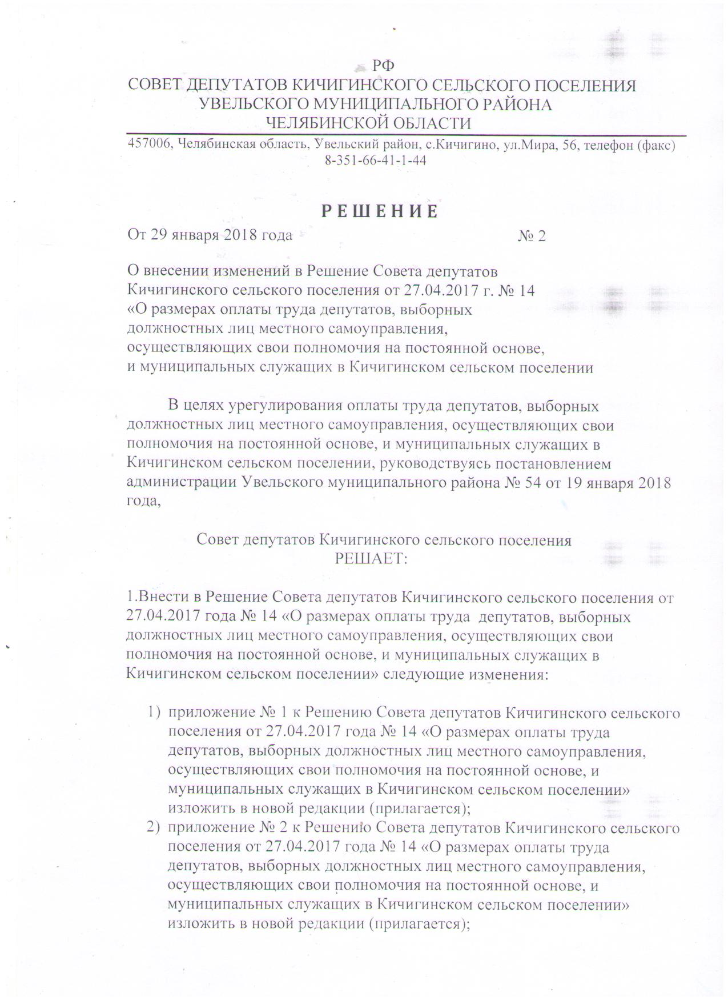 РФ
СОВЕТ ДЕПУТАТОВ КИЧИГИНСКОГО СЕЛЬСКОГО ПОСЕЛЕНИЯ
УВЕЛЬСКОГО МУНИЦИПАЛЬНОГО РАЙОНА
ЧЕЛЯБИНСКОЙ ОБЛАСТИ
457006, Челябинская область, Увельский район, с.Кичигино, ул.Мира, 56, телефон (факс)
8-351-66-41-1-44
Р Е Ш Е Н И Е
От 29 января 2018 года № 2
О внесении изменений в Решение Совета депутатов
Кичигинского сельского поселения от 27.04.2017 г. № 14
«О размерах оплаты труда депутатов, выборных
должностных лиц местного самоуправления,
осуществляющих свои полномочия на постоянной основе,
и муниципальных служащих в Кичигинском сельском поселении
В целях урегулирования оплаты труда депутатов, выборных
должностных лиц местного самоуправления, осуществляющих свои
полномочия на постоянной основе, и муниципальных служащих в
Кичигинском сельском поселении, руководствуясь постановлением
администрации Увельского муниципального района № 54 от 19 января 2018
года,
Совет депутатов Кичигинского сельского поселения
РЕШАЕТ:
1.Внести в Решение Совета депутатов Кичигинского сельского поселения от
27.04.2017 года № 14 «О размерах оплаты труда депутатов, выборных
должностных лиц местного самоуправления, осуществляющих свои
полномочия на постоянной основе, и муниципальных служащих в
Кичигинском сельском поселении» следующие изменения:
1) приложение № 1 к Решению Совета депутатов Кичигинского сельского
поселения от 27.04.2017 года № 14 «О размерах оплаты труда
депутатов, выборных должностных лиц местного самоуправления,
осуществляющих свои полномочия на постоянной основе, и
муниципальных служащих в Кичигинском сельском поселении»
изложить в новой редакции (прилагается);
2) приложение № 2 к Решению Совета депутатов Кичигинского сельского
поселения от 27.04.2017 года № 14 «О размерах оплаты труда
депутатов, выборных должностных лиц местного самоуправления,
осуществляющих свои полномочия на постоянной основе, и
муниципальных служащих в Кичигинском сельском поселении»
изложить в новой редакции (прилагается);